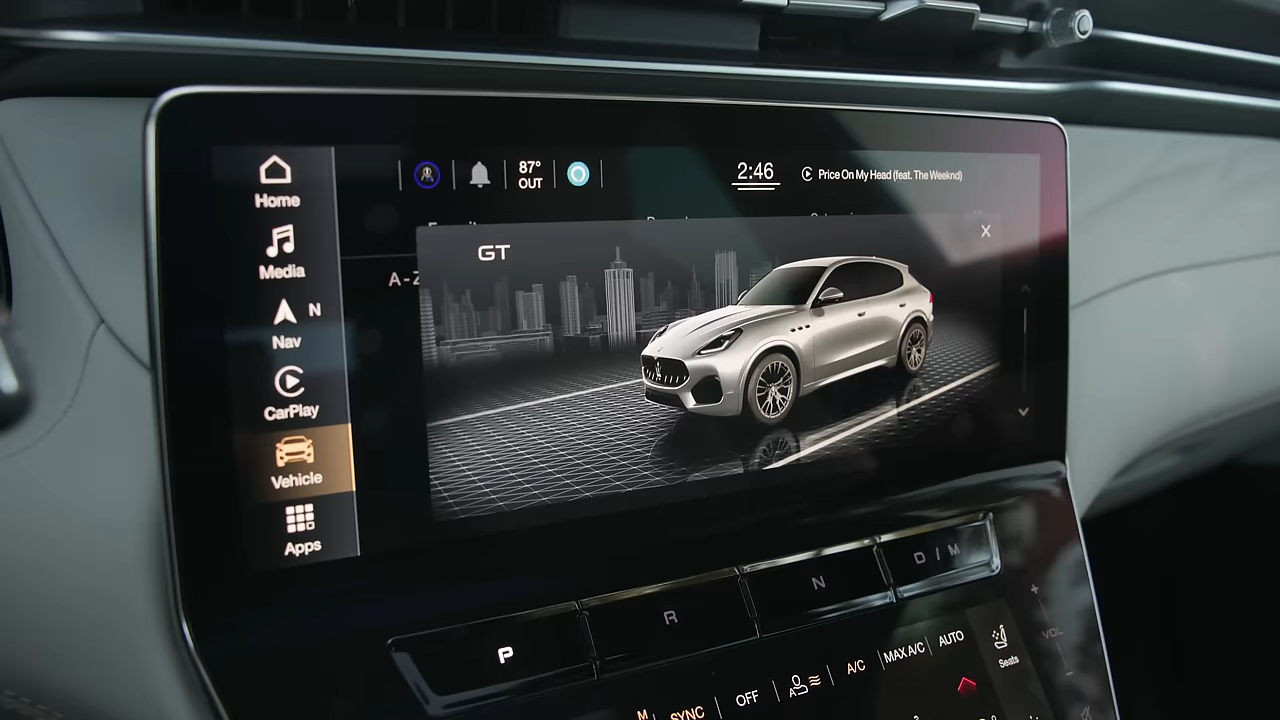 Home
Media
Nav
N
CarPlay
Vehicle
Apps
87°
OUT
2:46
Price On My Head (feat. The Weeknd)
A-Z
GT
X
P
R
N
D / M
M
SYNC
OFF
A
A/C
MAX A/C
AUTO
Seats
+
VOL
-